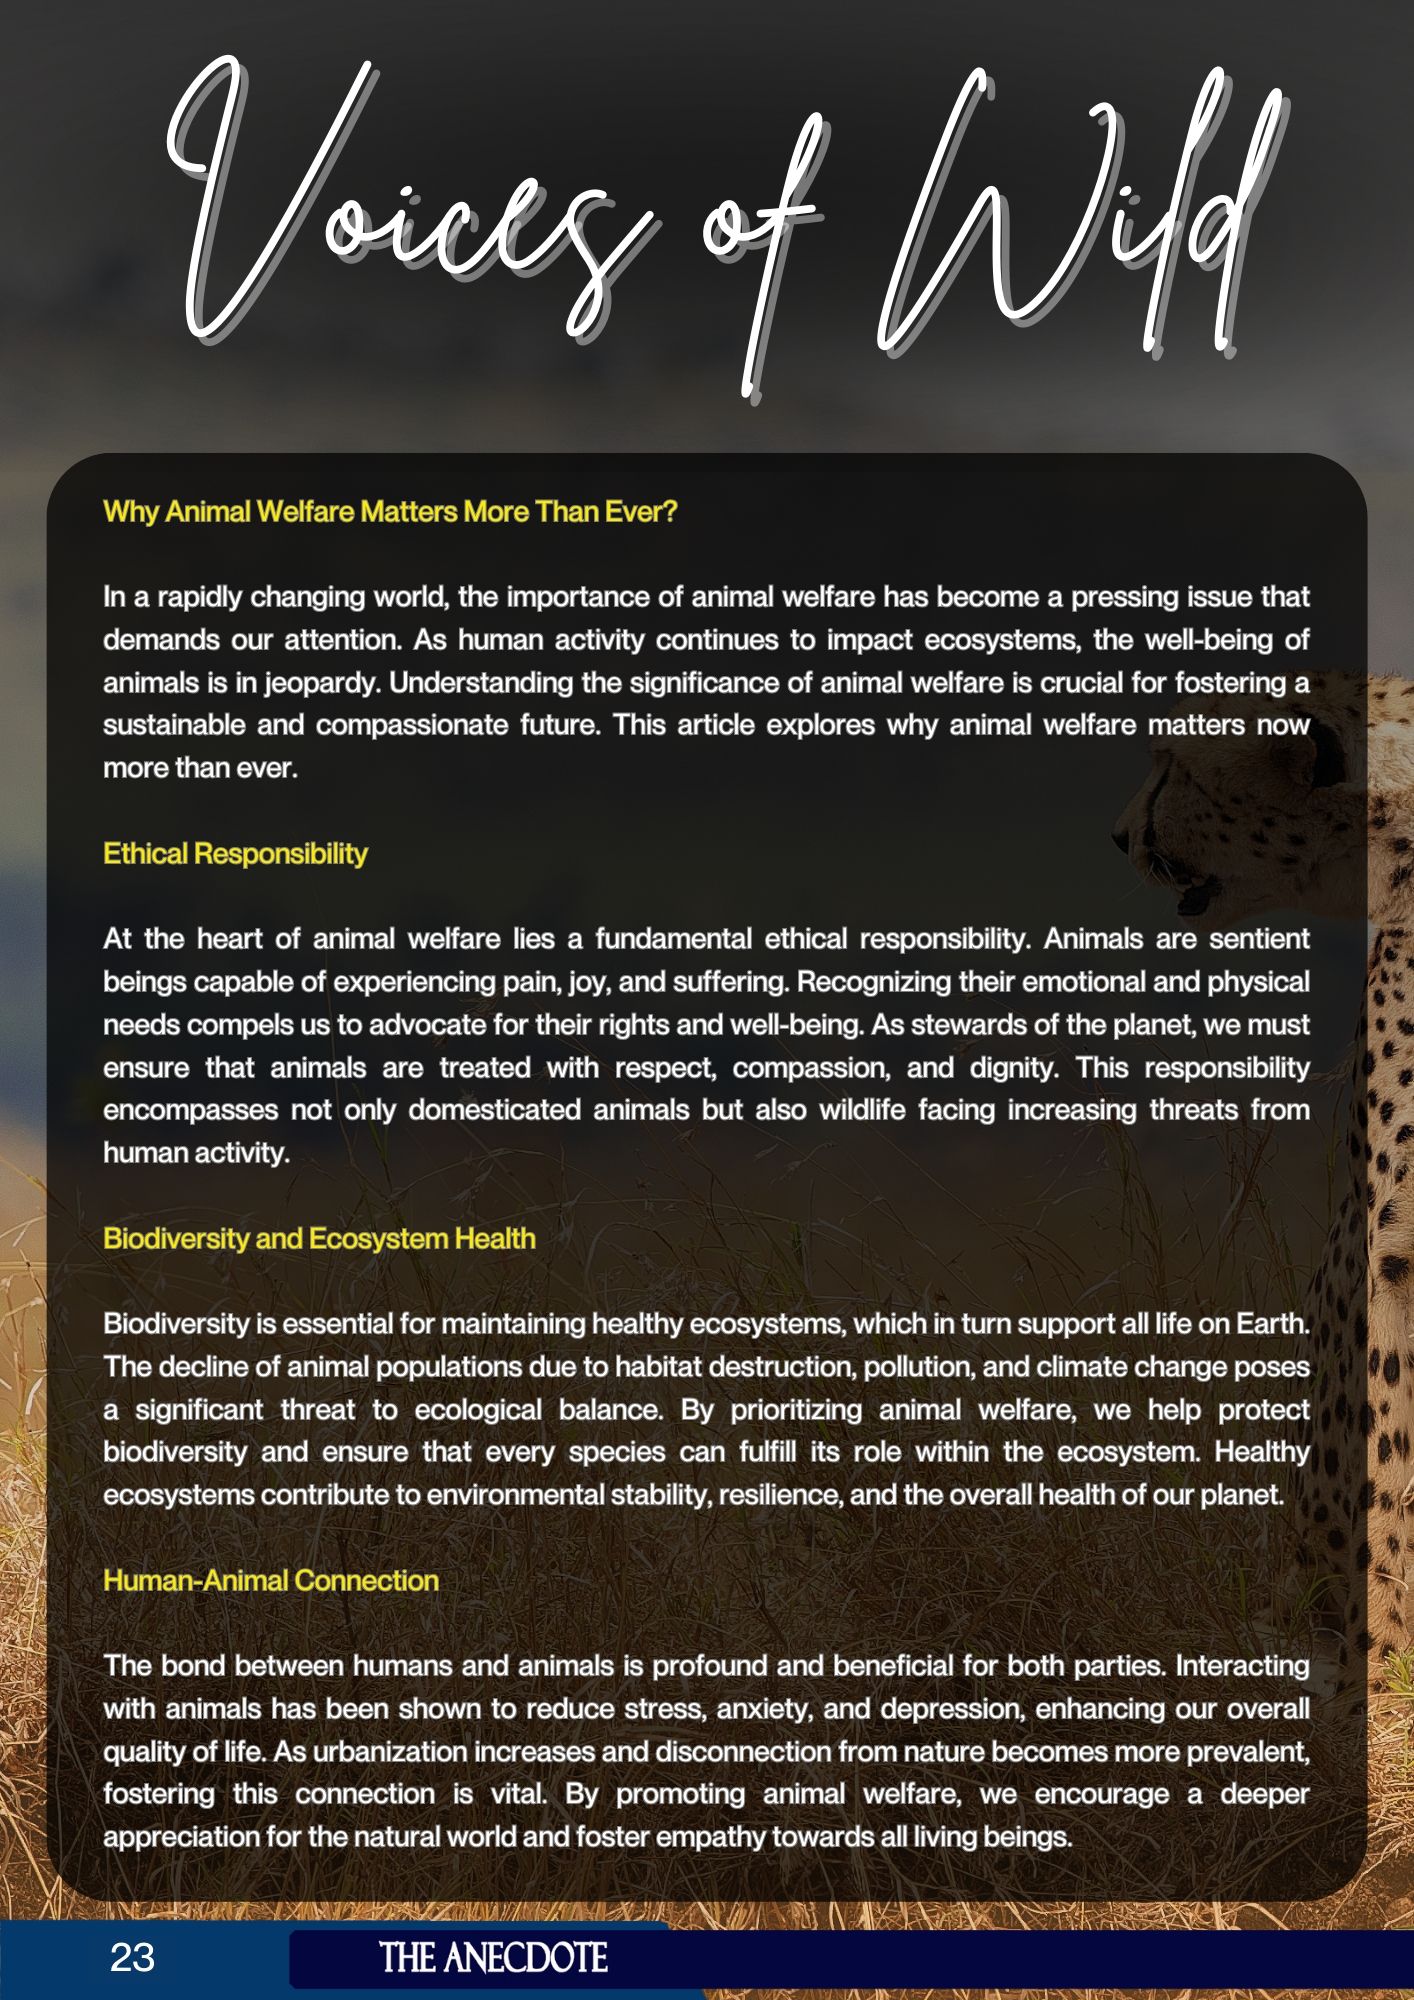 Voices of Wild
Why Animal Welfare Matters More Than Ever?
In a rapidly changing world, the importance of animal welfare has become a pressing issue that
demands our attention. As human activity continues to impact ecosystems, the well-being of
animals is in jeopardy. Understanding the significance of animal welfare is crucial for fostering a
sustainable and compassionate future. This article explores why animal welfare matters now
more than ever.
Ethical Responsibility
At the heart of animal welfare lies a fundamental ethical responsibility. Animals are sentient
beings capable of experiencing pain, joy, and suffering. Recognizing their emotional and physical
needs compels us to advocate for their rights and well-being. As stewards of the planet, we must
ensure that animals are treated with respect, compassion, and dignity. This responsibility
encompasses not only domesticated animals but also wildlife facing increasing threats from
human activity.
Biodiversity and Ecosystem Health
Biodiversity is essential for maintaining healthy ecosystems, which in turn support all life on Earth.
The decline of animal populations due to habitat destruction, pollution, and climate change poses
a significant threat to ecological balance. By prioritizing animal welfare, we help protect
biodiversity and ensure that every species can fulfill its role within the ecosystem. Healthy
ecosystems contribute to environmental stability, resilience, and the overall health of our planet.
Human-Animal Connection
The bond between humans and animals is profound and beneficial for both parties. Interacting
with animals has been shown to reduce stress, anxiety, and depression, enhancing our overall
quality of life. As urbanization increases and disconnection from nature becomes more prevalent,
fostering this connection is vital. By promoting animal welfare, we encourage a deeper
appreciation for the natural world and foster empathy towards all living beings.
23
THE ANECDOTE